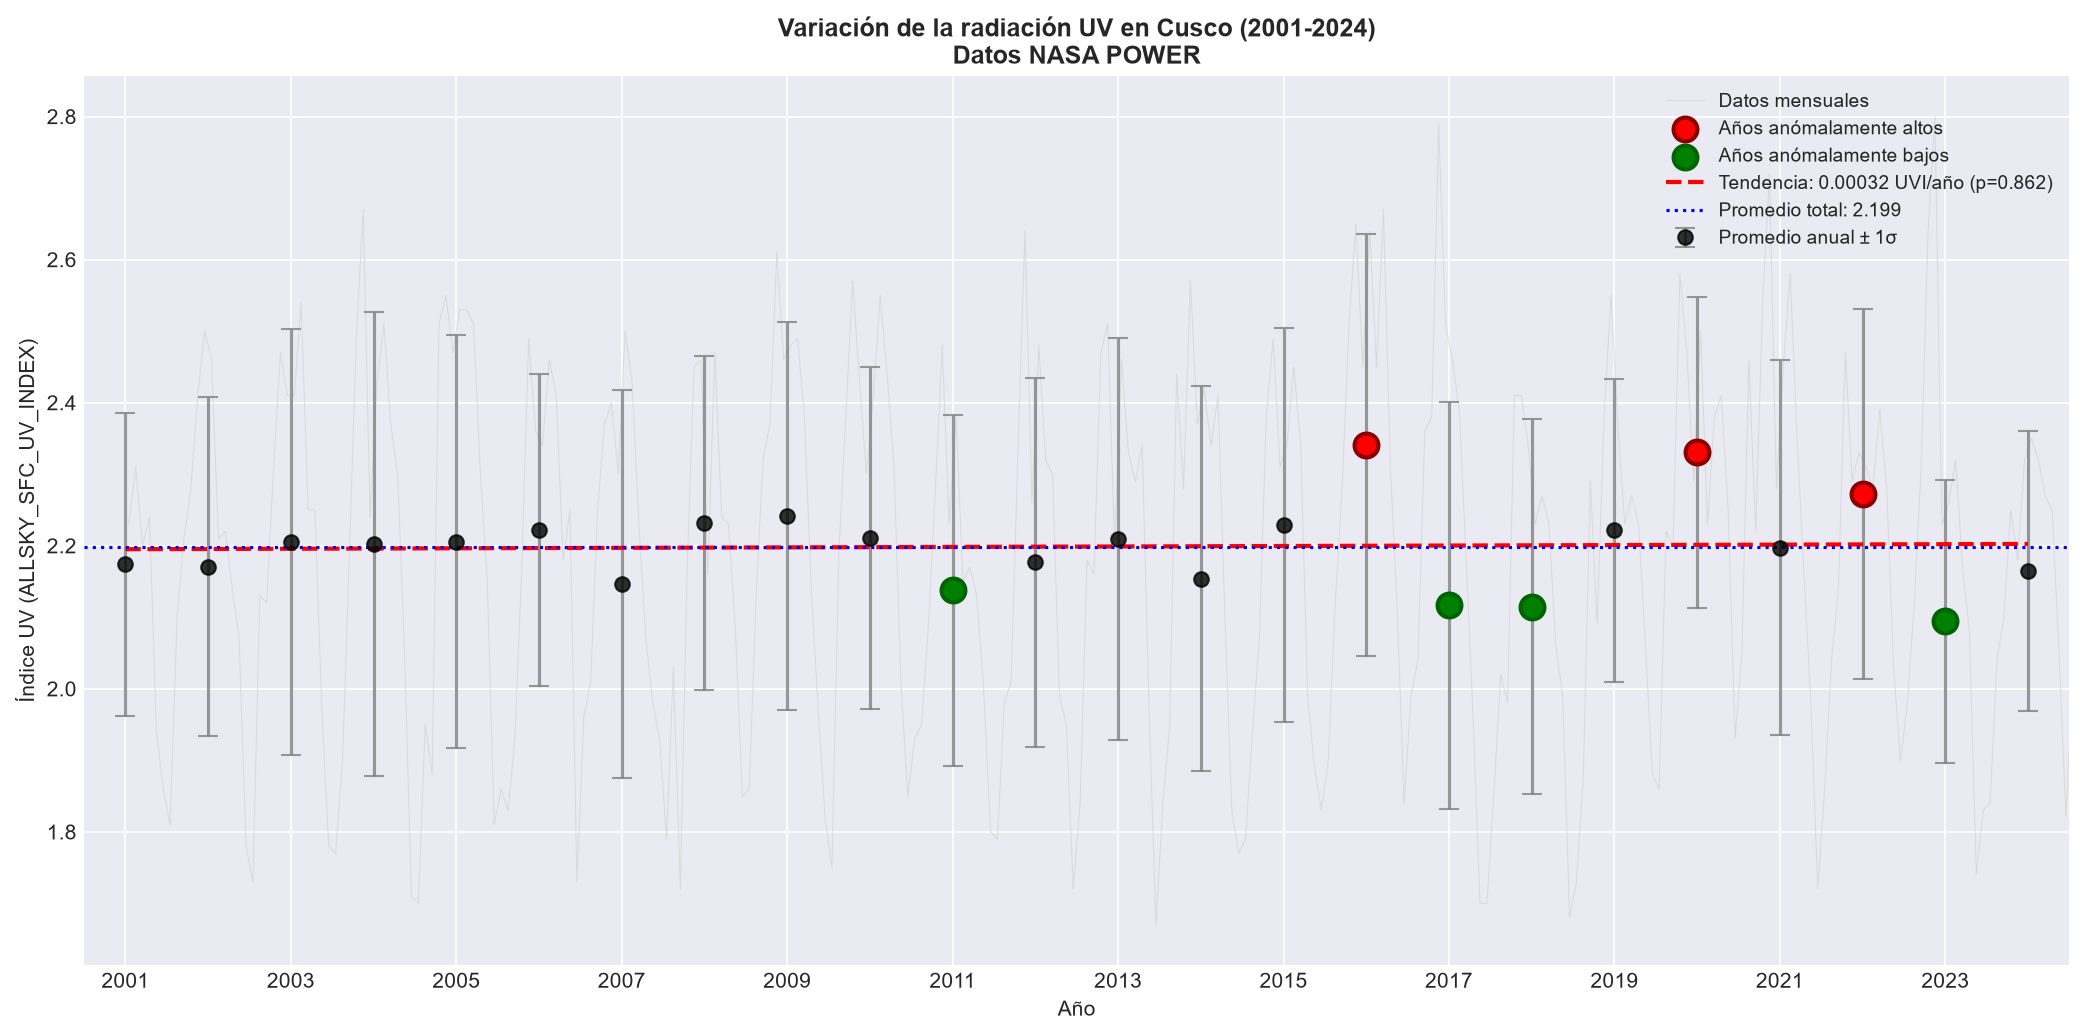 Variación de la radiación UV en Cusco (2001-2024)
Datos NASA POWER
Datos mensuales
Años anómalamente altos
Años anómalamente bajos
Tendencia: 0.00032 UVI/año (p=0.862)
Promedio total: 2.199
Promedio anual ± 1σ
Índice UV (ALLSKY_SFC_UV_INDEX)
2.8
2.6
2.4
2.2
2.0
1.8
2001 2003 2005 2007 2009 2011 2013 2015 2017 2019 2021 2023
Año